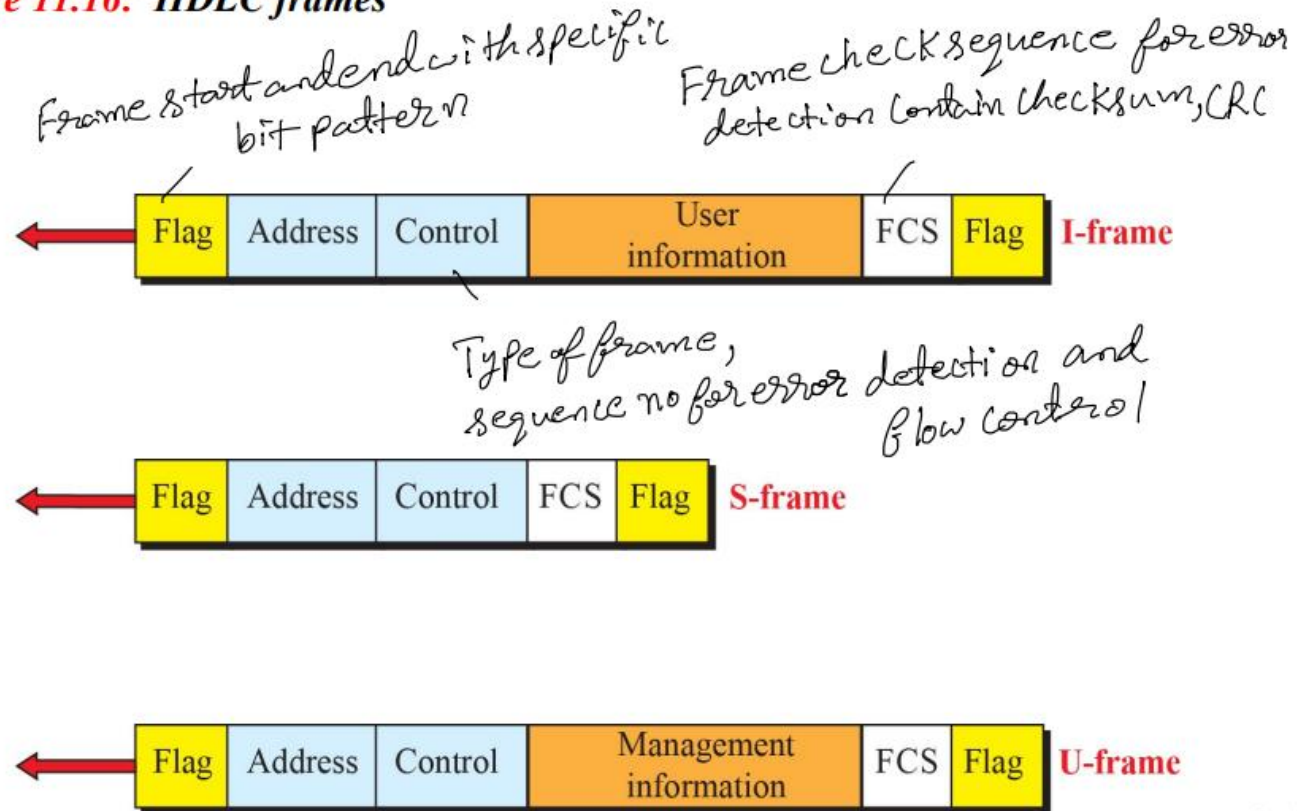 e 11.16: HDLC frames
Frame start and end with specific
bit pattern
Frame check sequence for error
detection contain checksum, CRC
Flag Address Control User information FCS Flag I-frame
Type of frame,
sequence no for error detection and
flow control
Flag Address Control FCS Flag S-frame
Flag Address Control Management information FCS Flag U-frame